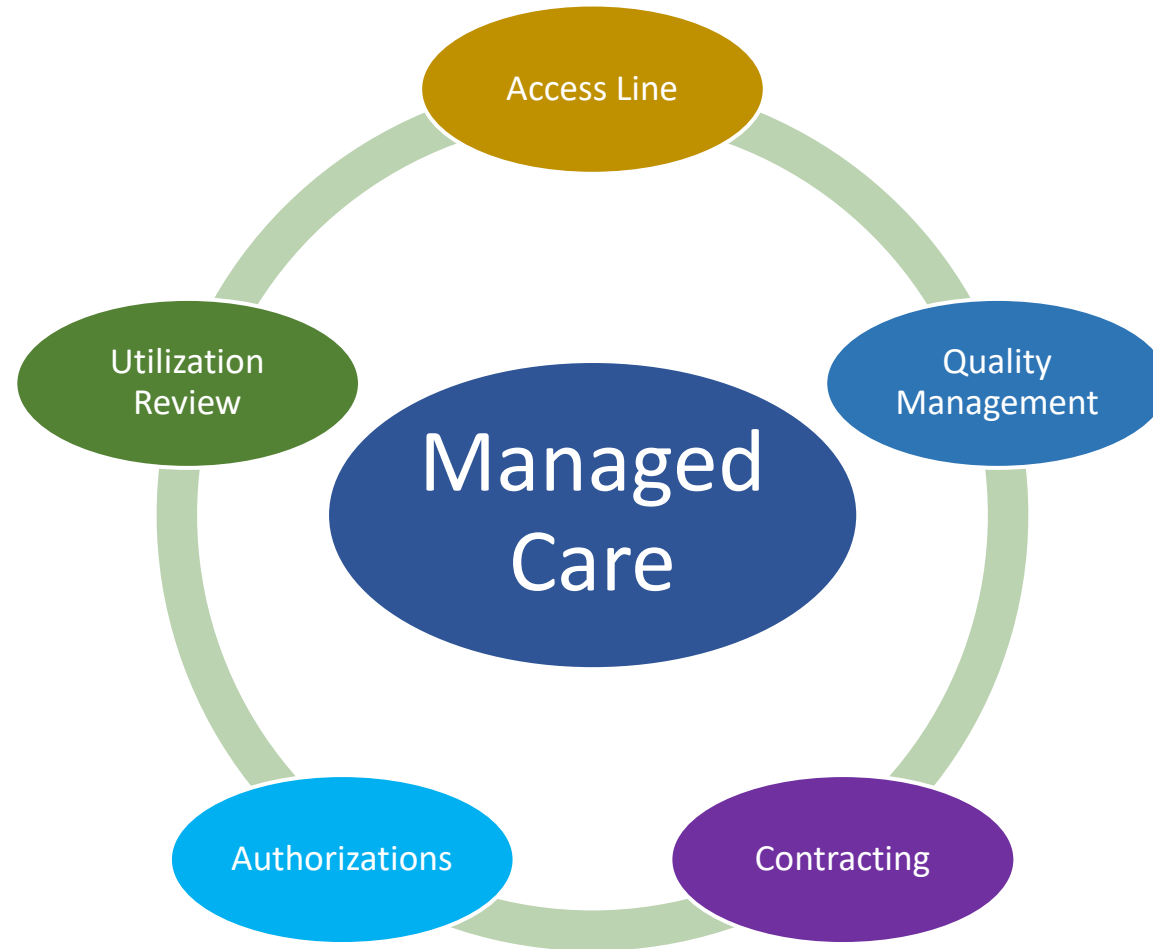 Access Line
Utilization
Review
Quality
Management
Managed
Care
Authorizations
Contracting